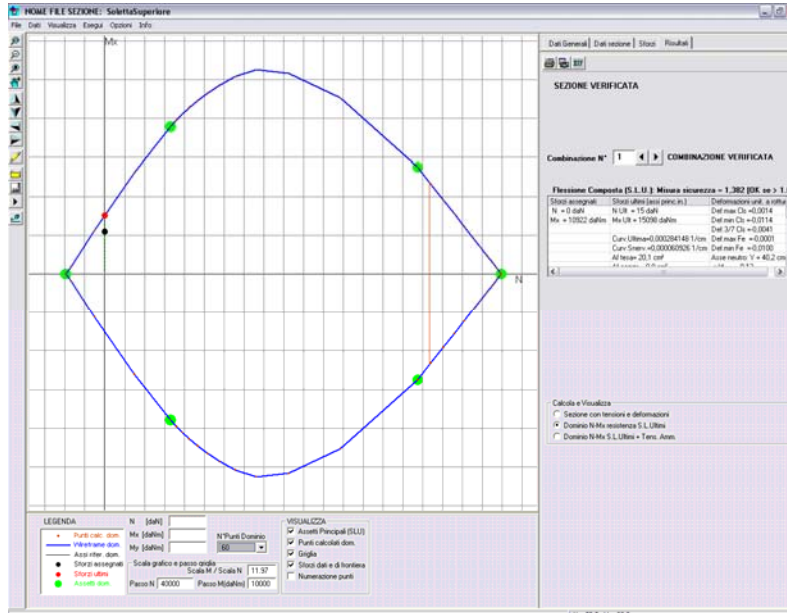 NOME FILE SEZIONE: SolettaSuperiore
File Dati Visualizza Esegui Opzioni Info
Mx
N
Dati Generali Dati sezione Sforzi Risultati
SEZIONE VERIFICATA
Combinazione N° 1 COMBINAZIONE VERIFICATA
Flessione Composta (S.L.U.): Misura sicurezza = 1,382 [OK se > 1.
Sforzi assegnati Sforzi ultimi (assi princ.in.) Deformazioni unit. a rottura
N = 0 daN N Ult = 15 daN Def.max Cls =0,0014
Mx = 10922 daNm Mx Ult = 15098 daNm Def.min Cls =0,0114
Def.3/7 Cls =-0,0041
Curv.Ultima=0,000284148 1/cm Def.max Fe =-0,0001
Curv.Snerv.=0,000060926 1/cm Def.min Fe =-0,0100
Af tesa= 20,1 cm² Asse neutro: Y = 40,2 cm
Calcola e Visualizza
Sezione con tensioni e deformazioni
Dominio N-Mx resistenza S.L.Ultimi
Dominio N-Mx S.L.Ultimi + Tens. Amm.
LEGENDA
Punti calc. dom.
Wireframe dom.
Assi rifer. dom.
Sforzi assegnati
Sforzi ultimi
Assetti dom.
N [daN]
Mx [daNm]
My [daNm]
N°Punti Dominio
60
Scala grafico e passo griglia
Scala M / Scala N 11.97
Passo N 40000 Passo M[daNm] 10000
VISUALIZZA
Assetti Principali (SLU)
Punti calcolati dom.
Griglia
Sforzi dati e di frontiera
Numerazione punti